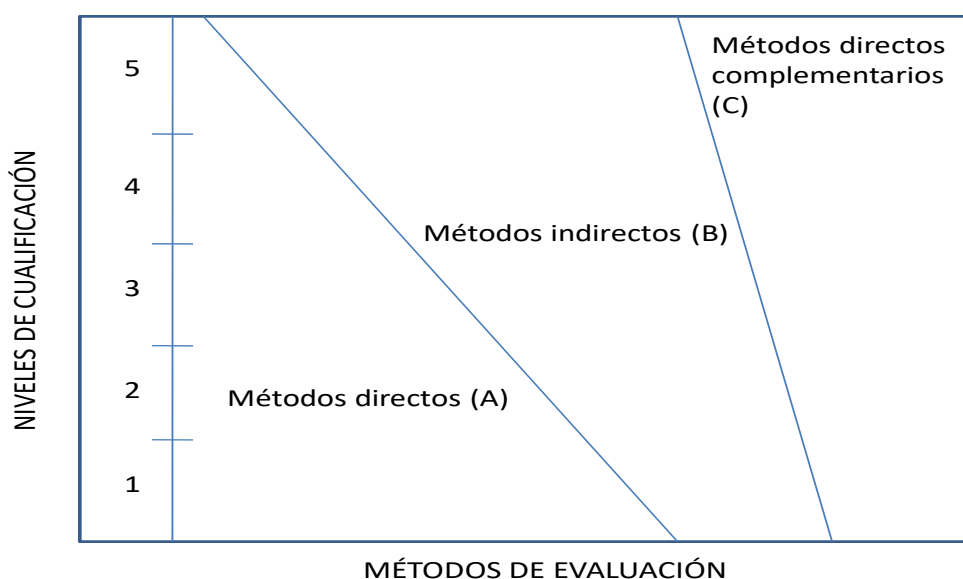 NIVELES DE CUALIFICACIÓN
5
4
3
2
1
Métodos directos
complementarios
(C)
Métodos indirectos (B)
Métodos directos (A)
MÉTODOS DE EVALUACIÓN